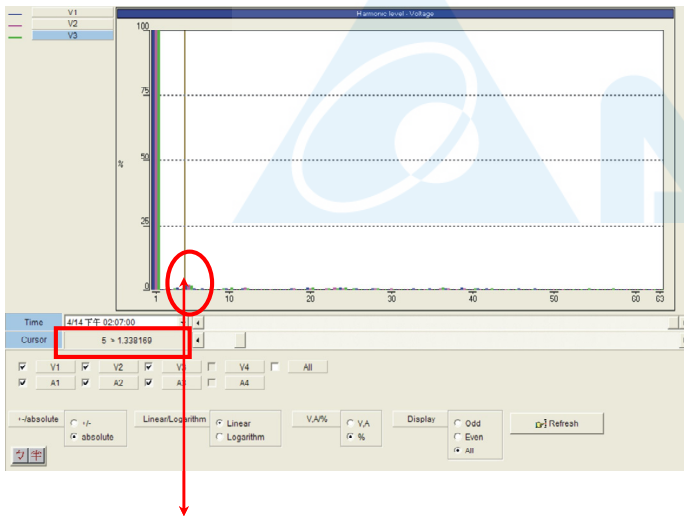 V1
Harmonic level - Voltage
V2
V3
100
75
50
%
25
0
1 10 20 30 40 50 60 63
Time 4/14 下午 02:07:00
Cursor 5 > 1.338169
V1 V2 V3 V4 All
A1 A2 A3 A4
+-/absolute +/- absolute
Linear/Logarithm Linear Logarithm
V,A/% V,A %
Display Odd Even All
Refresh
ㄅ 半